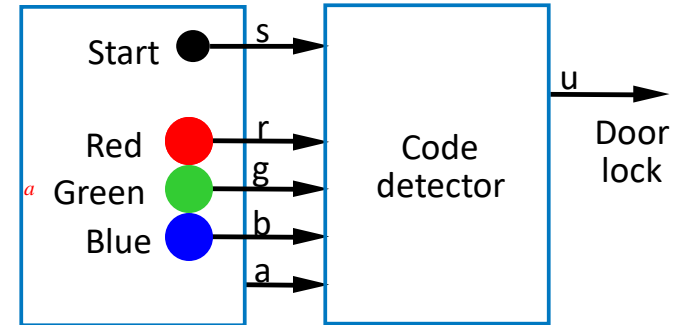 Start
s
Red
r
a
Green
g
Blue
b
a
Code
detector
u
Door
lock